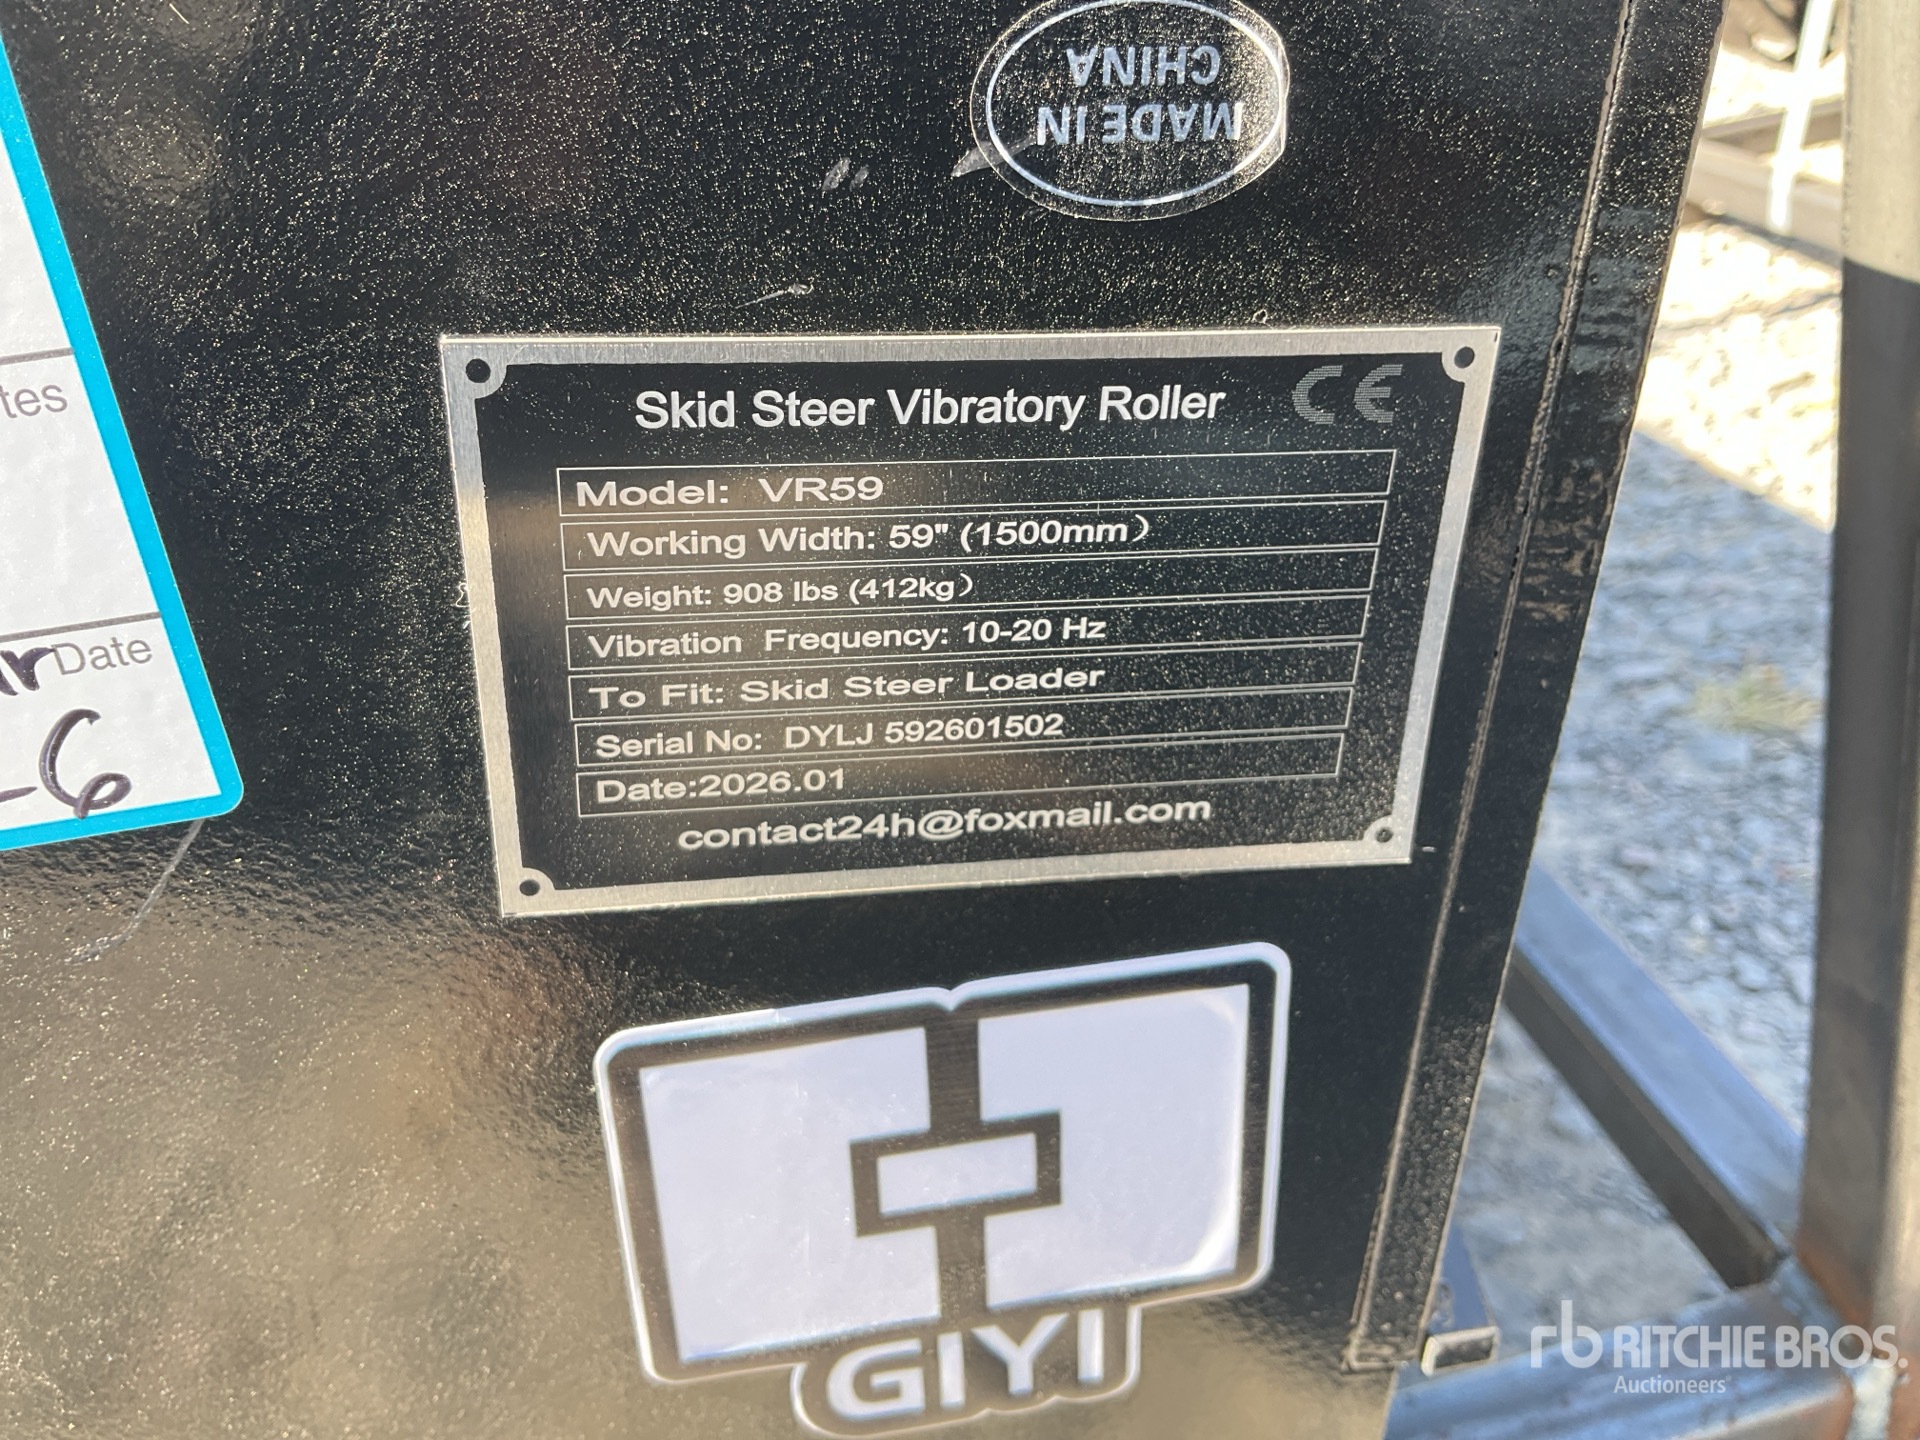 MADE IN
CHINA
Skid Steer Vibratory Roller CE
Model: VR59
Working Width: 59" (1500mm)
Weight: 908 lbs (412kg)
Vibration Frequency: 10-20 Hz
To Fit: Skid Steer Loader
Serial No: DYLJ 592601502
Date:2026.01
contact24h@foxmail.com
Date
-6
GIYI
rb RITCHIE BROS.
Auctioneers